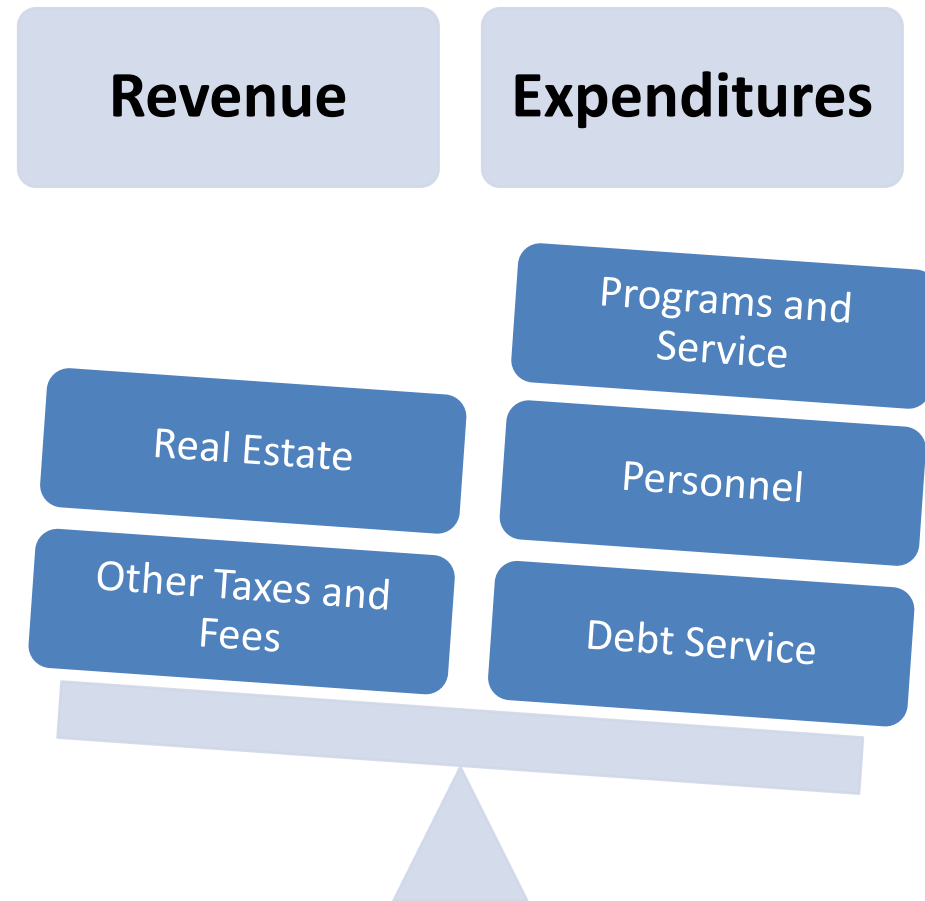 Revenue
Expenditures
Programs and
Service
Real Estate
Personnel
Other Taxes and
Fees
Debt Service